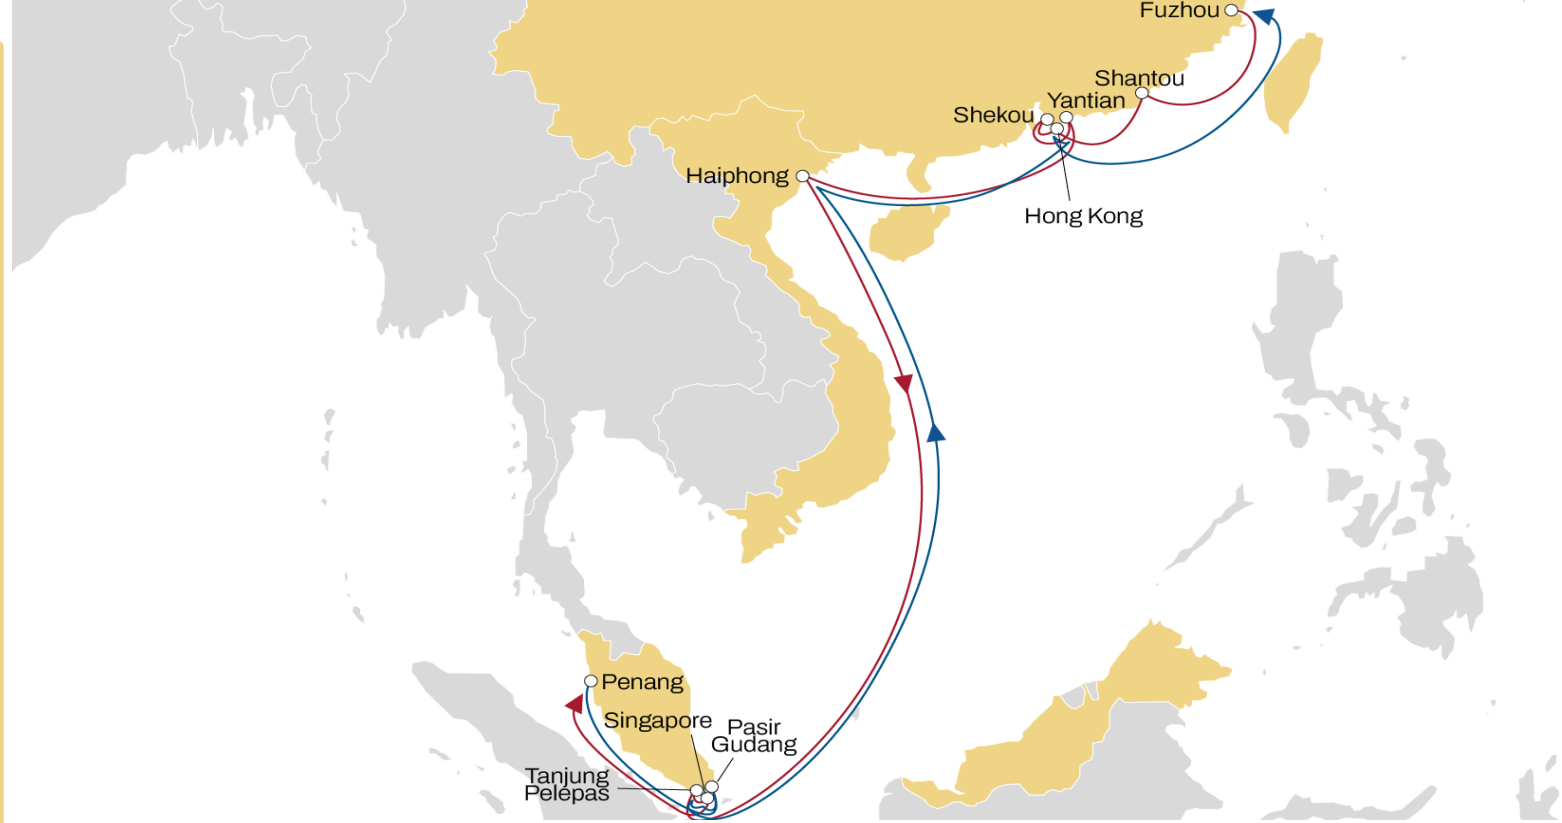 Fuzhou
Shantou
Yantian
Shekou
Haiphong
Hong Kong
Penang
Singapore
Pasir
Gudang
Tanjung
Pelepas